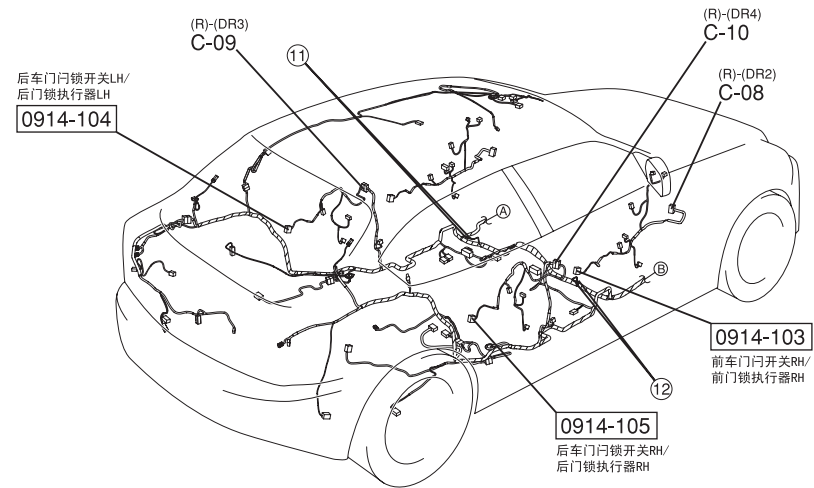 (R)-(DR3)
C-09
⑪
(R)-(DR4)
C-10
(R)-(DR2)
C-08
后车门闩锁开关LH/
后门锁执行器LH
0914-104
A
B
0914-103
前车门闩开关RH/
前门锁执行器RH
⑫
0914-105
后车门闩锁开关RH/
后门锁执行器RH